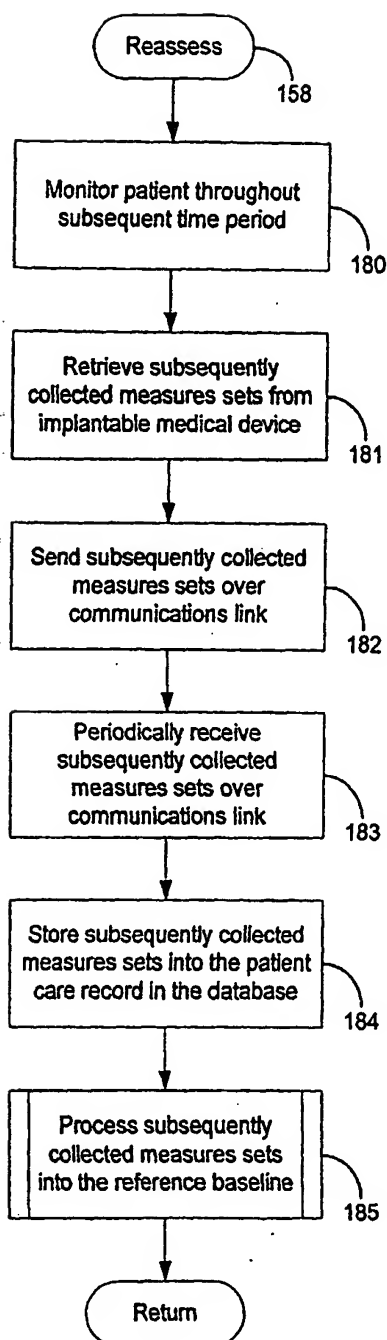 Reassess
158
Monitor patient throughout
subsequent time period
180
Retrieve subsequently
collected measures sets from
implantable medical device
181
Send subsequently collected
measures sets over
communications link
182
Periodically receive
subsequently collected
measures sets over
communications link
183
Store subsequently collected
measures sets into the patient
care record in the database
184
Process subsequently
collected measures sets
into the reference baseline
185
Return